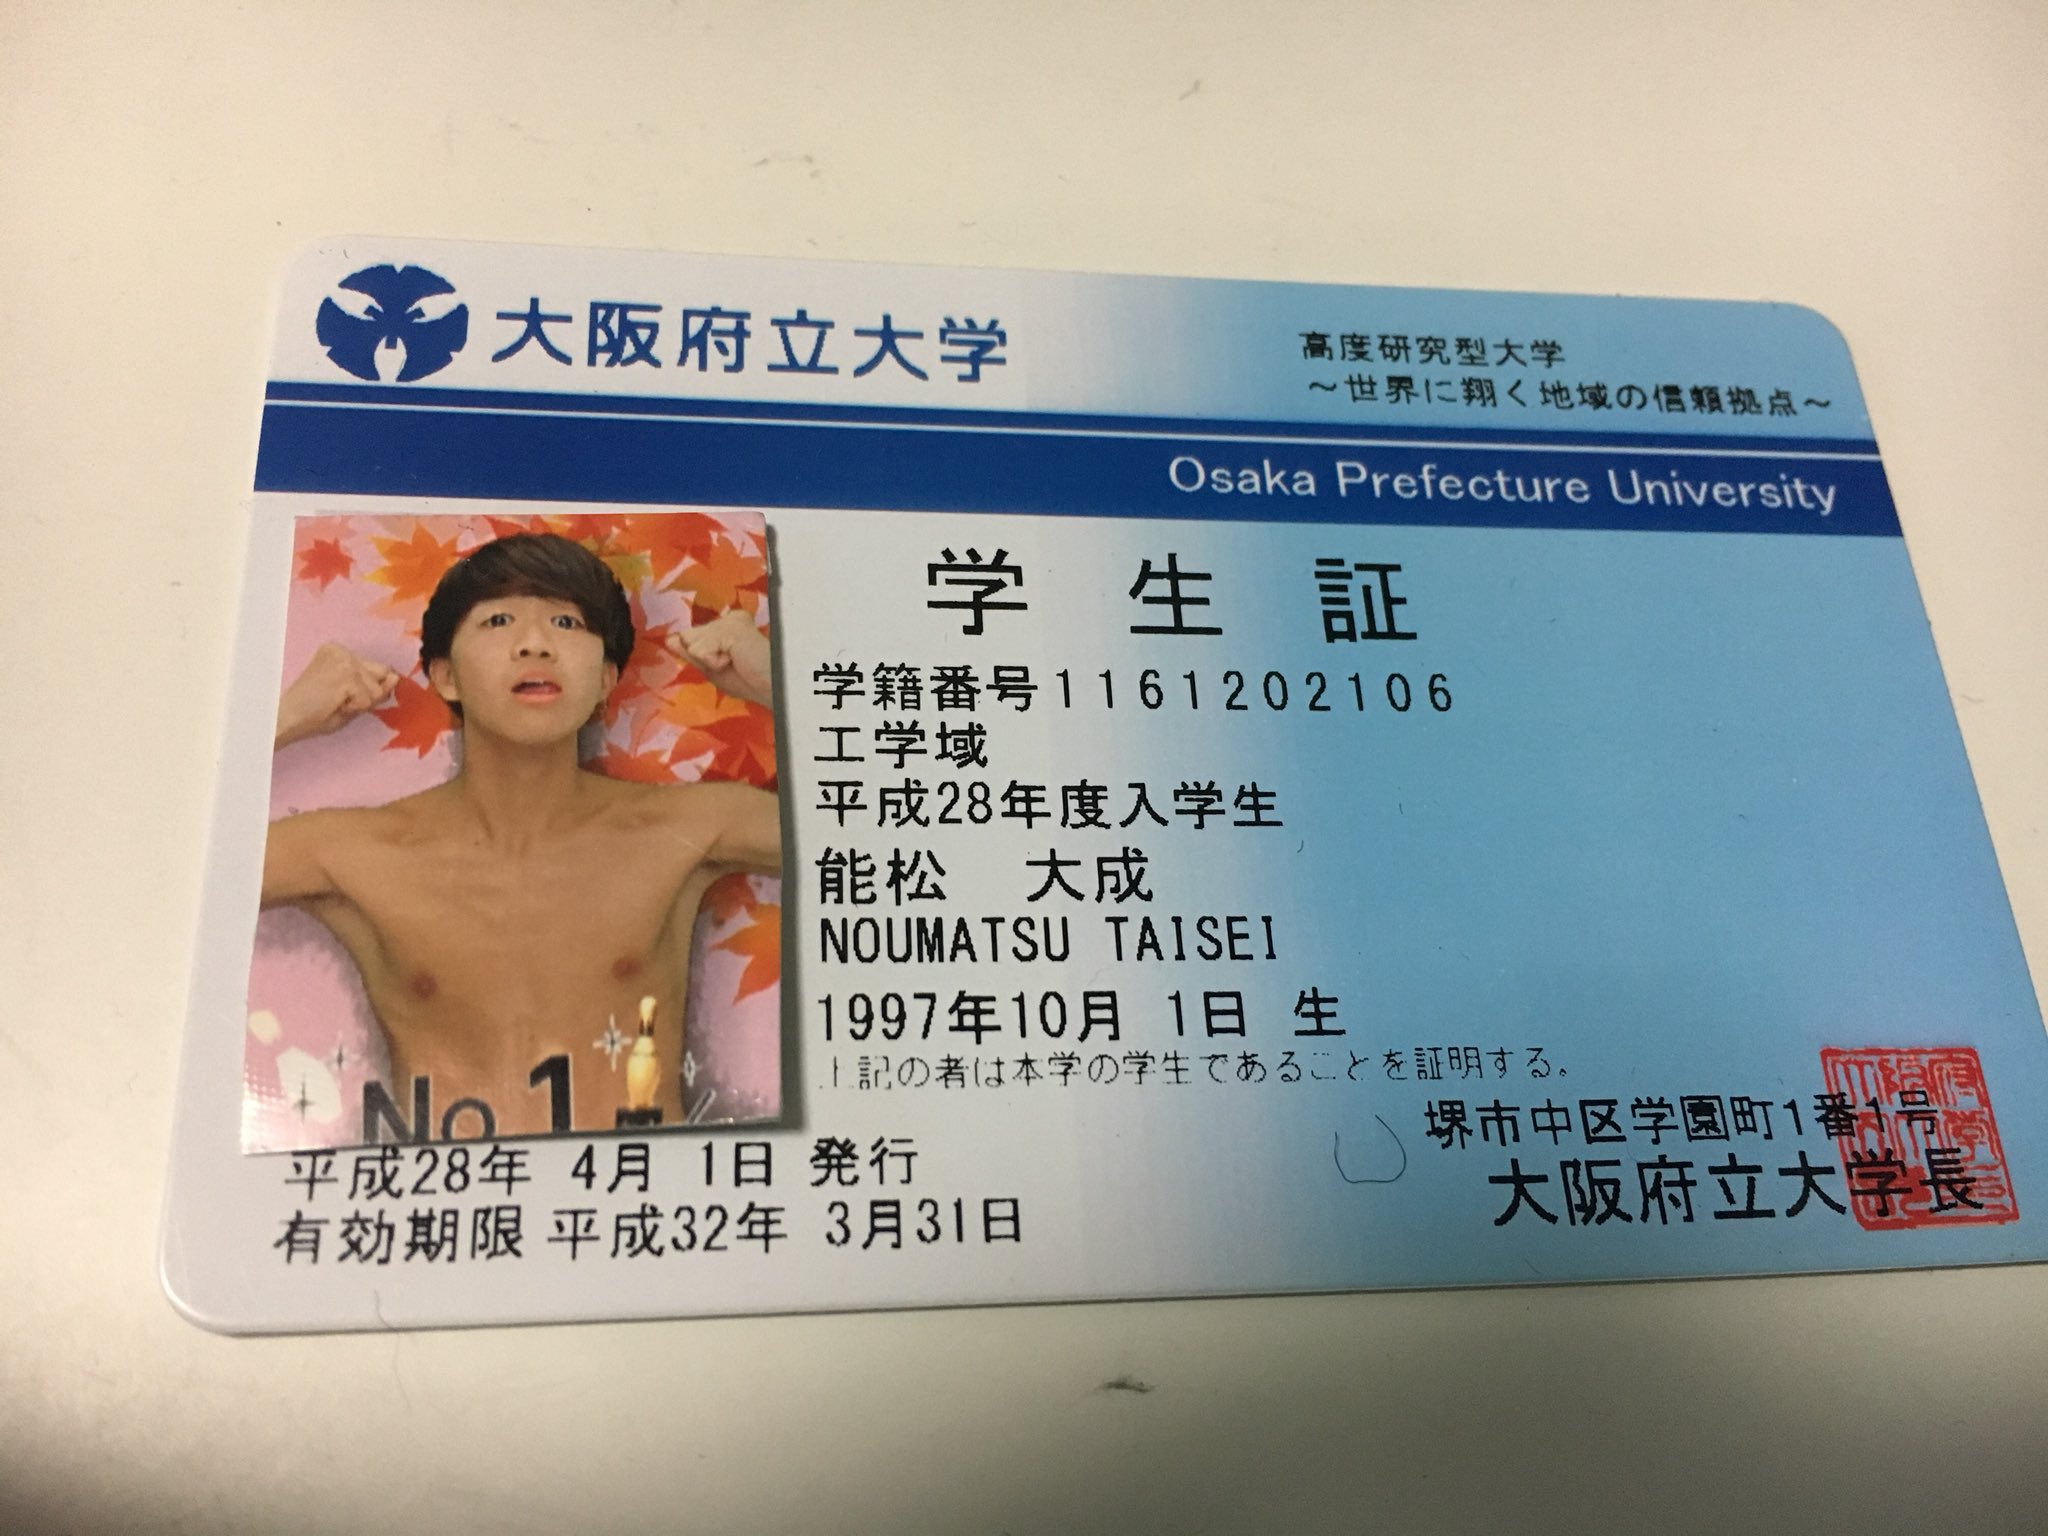 大阪府立大学
高度研究型大学
～世界に翔く地域の信頼拠点～
Osaka Prefecture University
学生証
学籍番号1161202106
工学域
平成28年度入学生
能松 大成
NOUMATSU TAISEI
1997年10月 1日 生
上記の者は本学の学生であることを証明する。
No.1
平成28年 4月 1日 発行
有効期限 平成32年 3月31日
堺市中区学園町1番1号
大阪府立大学長